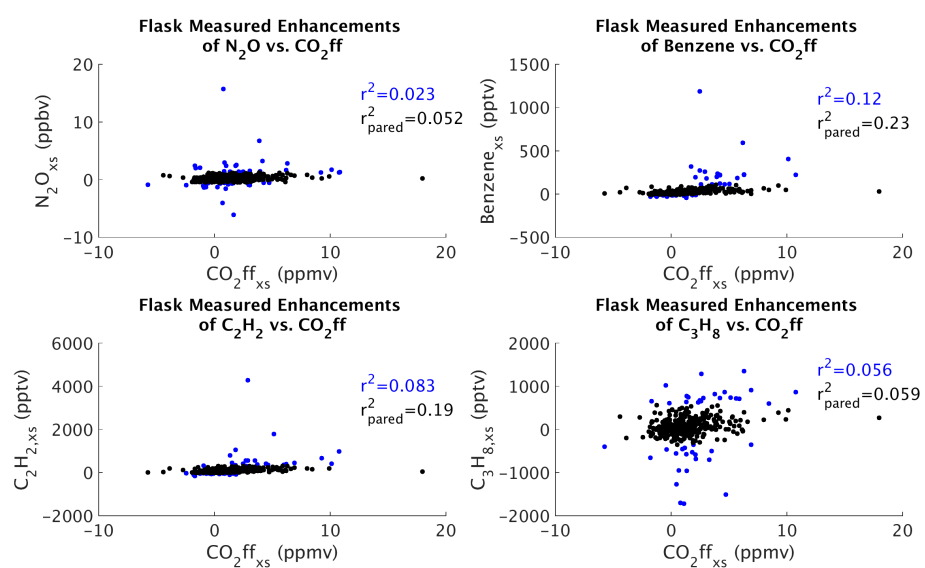 Flask Measured Enhancements
of N₂O vs. CO₂ff
20
10
0
−10
−10
0
10
20
N₂Oₓₛ (ppbv)
CO₂ffₓₛ (ppmv)
r²=0.023
r²pared=0.052
Flask Measured Enhancements
of Benzene vs. CO₂ff
1500
1000
500
0
−500
−10
0
10
20
Benzeneₓₛ (pptv)
CO₂ffₓₛ (ppmv)
r²=0.12
r²pared=0.23
Flask Measured Enhancements
of C₂H₂ vs. CO₂ff
6000
4000
2000
0
−2000
−10
0
10
20
C₂H₂,ₓₛ (pptv)
CO₂ffₓₛ (ppmv)
r²=0.083
r²pared=0.19
Flask Measured Enhancements
of C₃H₈ vs. CO₂ff
2000
1000
0
−1000
−2000
−10
0
10
20
C₃H₈,ₓₛ (pptv)
CO₂ffₓₛ (ppmv)
r²=0.056
r²pared=0.059